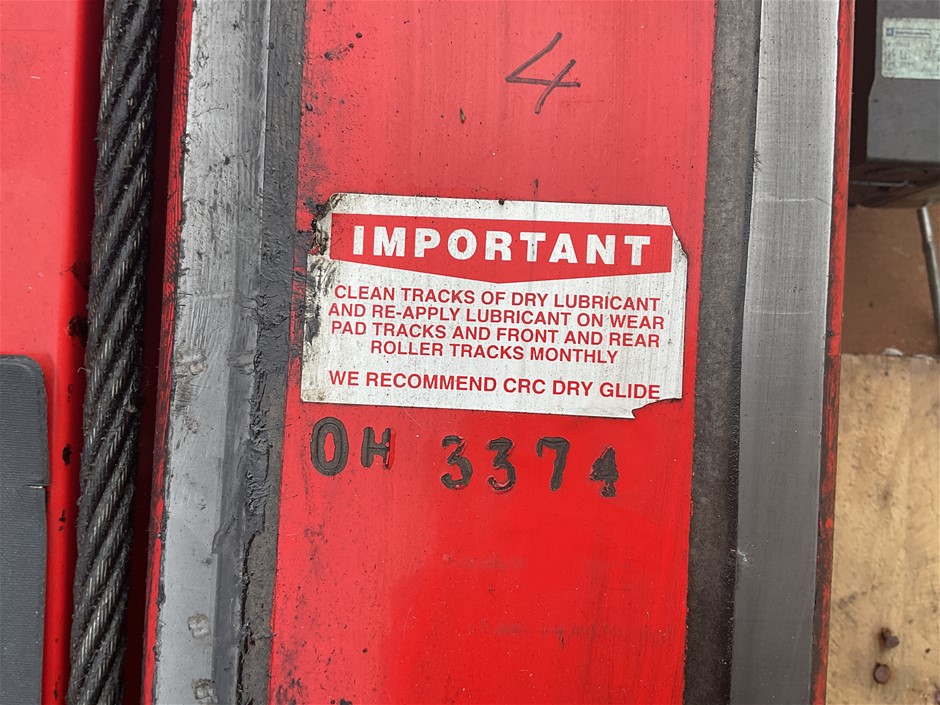 4
IMPORTANT
CLEAN TRACKS OF DRY LUBRICANT
AND RE-APPLY LUBRICANT ON WEAR
PAD TRACKS AND FRONT AND REAR
ROLLER TRACKS MONTHLY
WE RECOMMEND CRC DRY GLIDE
OH 3374